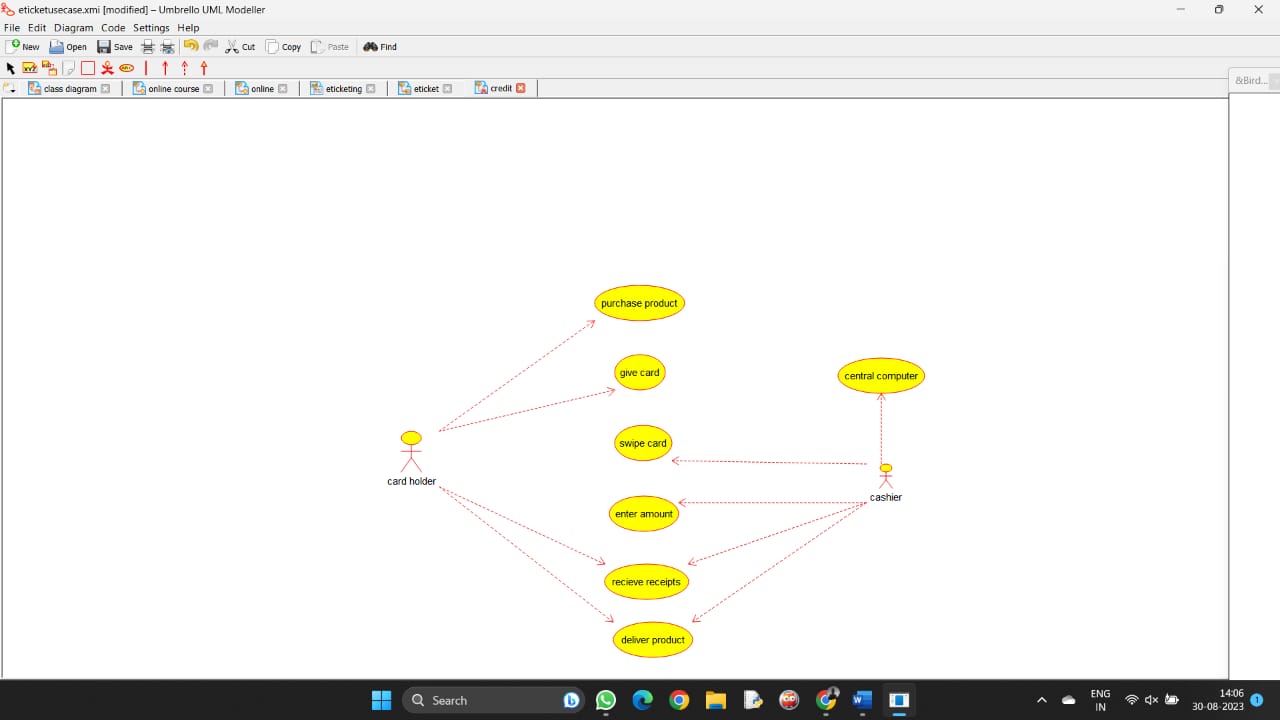 eticketusecase.xmi [modified] – Umbrello UML Modeller
File Edit Diagram Code Settings Help
New Open Save Cut Copy Paste Find
class diagram online course online eticketing eticket credit
&Bird...
purchase product
give card
central computer
swipe card
card holder
cashier
enter amount
recieve receipts
deliver product
Search
ENG
IN
14:06
30-08-2023
1